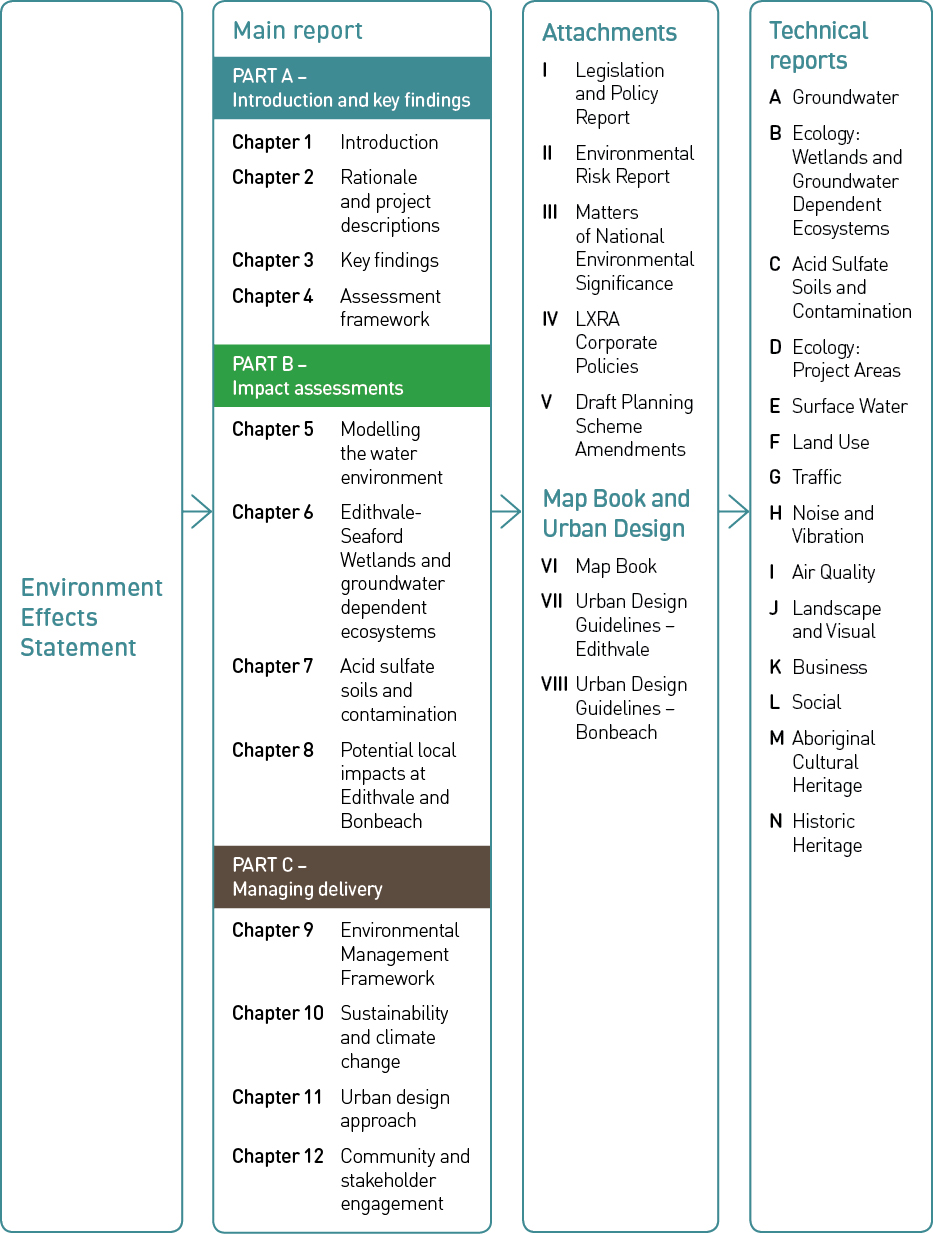 Environment
Effects
Statement
Main report
PART A –
Introduction and key findings
Chapter 1 Introduction
Chapter 2 Rationale
and project
descriptions
Chapter 3 Key findings
Chapter 4 Assessment
framework
PART B –
Impact assessments
Chapter 5 Modelling
the water
environment
Chapter 6 Edithvale-
Seaford
Wetlands and
groundwater
dependent
ecosystems
Chapter 7 Acid sulfate
soils and
contamination
Chapter 8 Potential local
impacts at
Edithvale and
Bonbeach
PART C –
Managing delivery
Chapter 9 Environmental
Management
Framework
Chapter 10 Sustainability
and climate
change
Chapter 11 Urban design
approach
Chapter 12 Community and
stakeholder
engagement
Attachments
I Legislation
and Policy
Report
II Environmental
Risk Report
III Matters
of National
Environmental
Significance
IV LXRA
Corporate
Policies
V Draft Planning
Scheme
Amendments
Map Book and
Urban Design
VI Map Book
VII Urban Design
Guidelines –
Edithvale
VIII Urban Design
Guidelines –
Bonbeach
Technical
reports
A Groundwater
B Ecology:
Wetlands and
Groundwater
Dependent
Ecosystems
C Acid Sulfate
Soils and
Contamination
D Ecology:
Project Areas
E Surface Water
F Land Use
G Traffic
H Noise and
Vibration
I Air Quality
J Landscape
and Visual
K Business
L Social
M Aboriginal
Cultural
Heritage
N Historic
Heritage